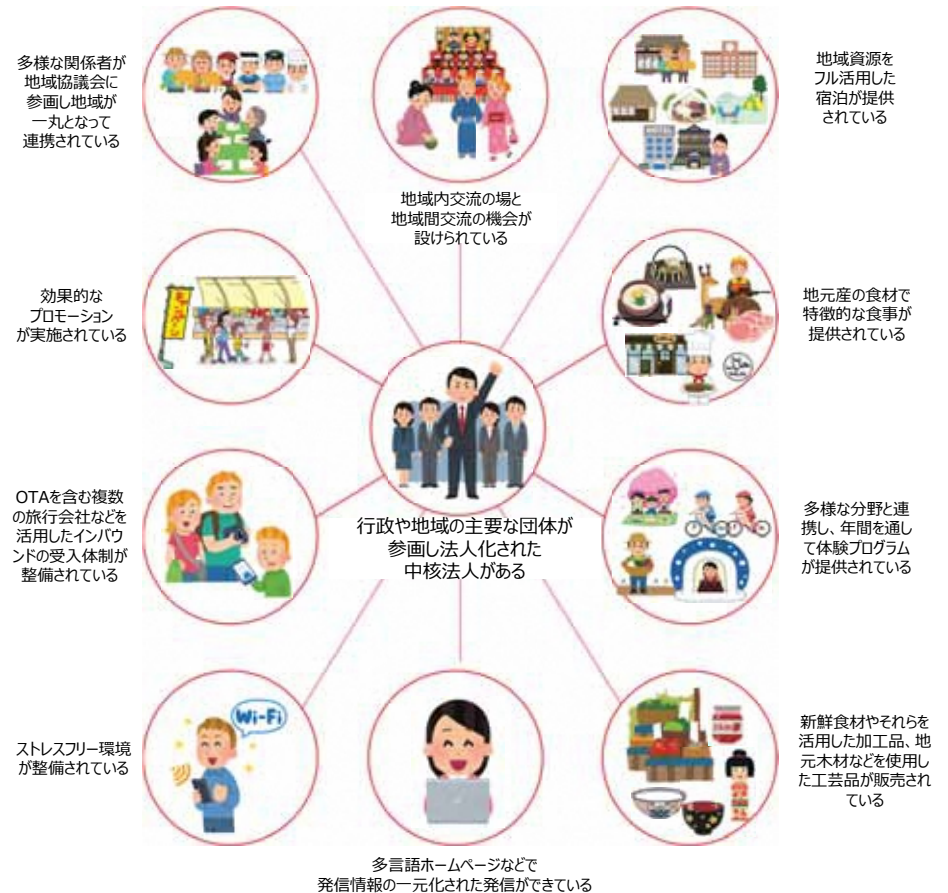 多様な関係者が
地域協議会に
参画し地域が
一丸となって
連携されている
地域内交流の場と
地域間交流の機会が
設けられている
地域資源を
フル活用した
宿泊が提供
されている
効果的な
プロモーション
が実施されている
地元産の食材で
特徴的な食事が
提供されている
行政や地域の主要な団体が
参画し法人化された
中核法人がある
OTAを含む複数
の旅行会社などを
活用したインバウ
ンドの受入体制が
整備されている
多様な分野と連
携し、年間を通し
て体験プログラム
が提供されている
Wi-Fi
ストレスフリー環境
が整備されている
新鮮食材やそれらを
活用した加工品、地
元木材などを使用し
た工芸品が販売され
ている
多言語ホームページなどで
発信情報の一元化された発信ができている